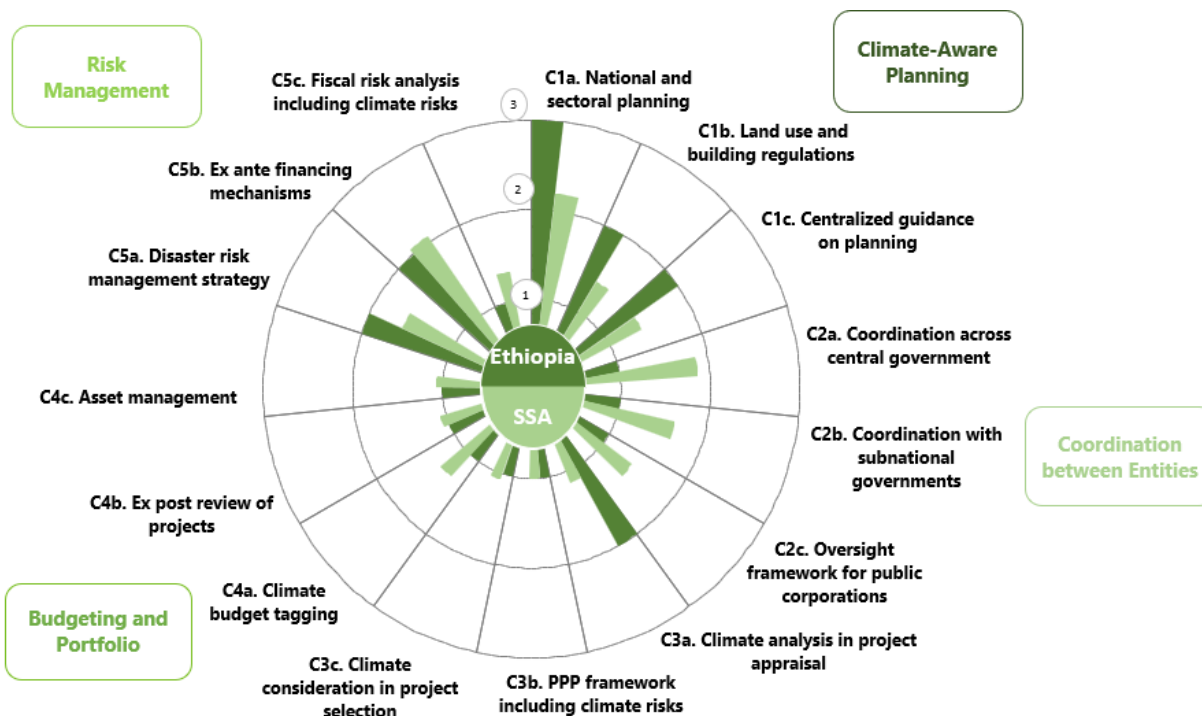 Risk
Management
Climate-Aware
Planning
C5c. Fiscal risk analysis
including climate risks
3
C1a. National and
sectoral planning
C1b. Land use and
building regulations
C5b. Ex ante financing
mechanisms
2
C1c. Centralized guidance
on planning
C5a. Disaster risk
management strategy
1
Ethiopia
SSA
C2a. Coordination across
central government
C4c. Asset management
C2b. Coordination with
subnational
governments
Coordination
between Entities
C4b. Ex post review of
projects
C2c. Oversight
framework for public
corporations
C4a. Climate
budget tagging
Budgeting and
Portfolio
C3a. Climate analysis in project
appraisal
C3c. Climate
consideration in project
selection
C3b. PPP framework
including climate risks